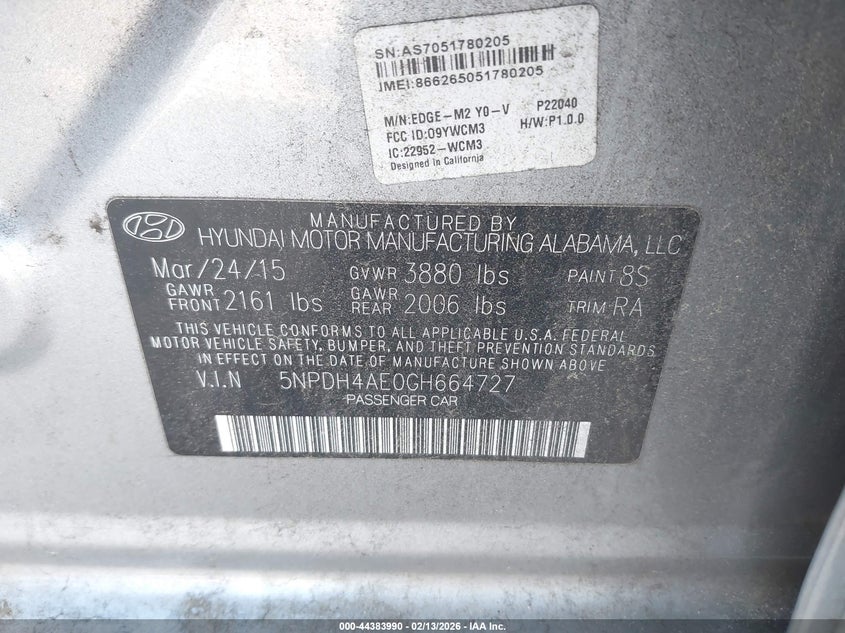 SN:AS7051780205
IMEI:866265051780205
M/N:EDGE-M2 Y0-V P22040
FCC ID:O9YWCM3 H/W:P1.0.0
IC:22952-WCM3
Designed in California
MANUFACTURED BY
HYUNDAI MOTOR MANUFACTURING ALABAMA, LLC
Mar/24/15 GVWR 3880 lbs PAINT 8S
GAWR FRONT 2161 lbs GAWR REAR 2006 lbs TRIM RA
THIS VEHICLE CONFORMS TO ALL APPLICABLE U.S.A. FEDERAL
MOTOR VEHICLE SAFETY, BUMPER, AND THEFT PREVENTION STANDARDS
IN EFFECT ON THE DATE OF MANUFACTURE SHOWN ABOVE
V.I.N 5NPDH4AE0GH664727
PASSENGER CAR
000-44383990 - 02/13/2026 - IAA Inc.